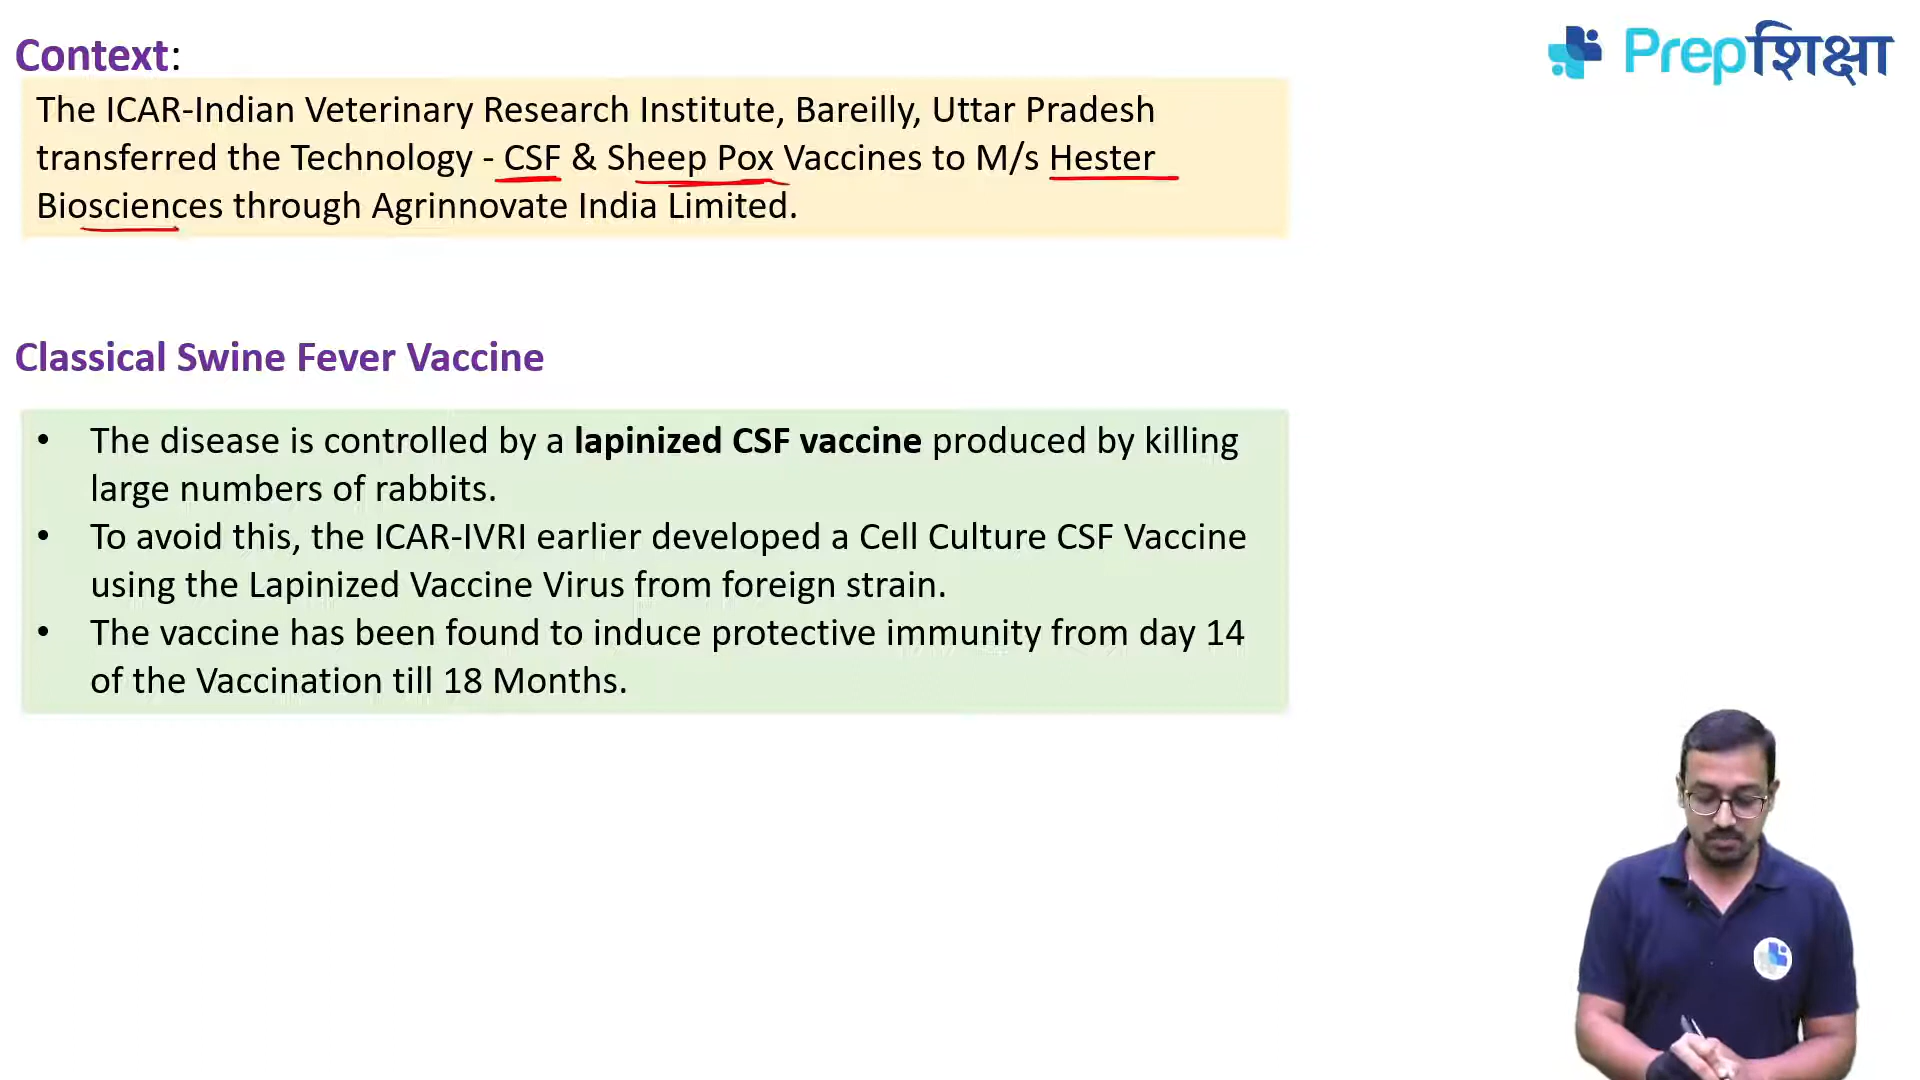 Context:
Prepशिक्षा
The ICAR-Indian Veterinary Research Institute, Bareilly, Uttar Pradesh
transferred the Technology - CSF & Sheep Pox Vaccines to M/s Hester
Biosciences through Agrinnovate India Limited.
Classical Swine Fever Vaccine
• The disease is controlled by a lapinized CSF vaccine produced by killing
large numbers of rabbits.
• To avoid this, the ICAR-IVRI earlier developed a Cell Culture CSF Vaccine
using the Lapinized Vaccine Virus from foreign strain.
• The vaccine has been found to induce protective immunity from day 14
of the Vaccination till 18 Months.